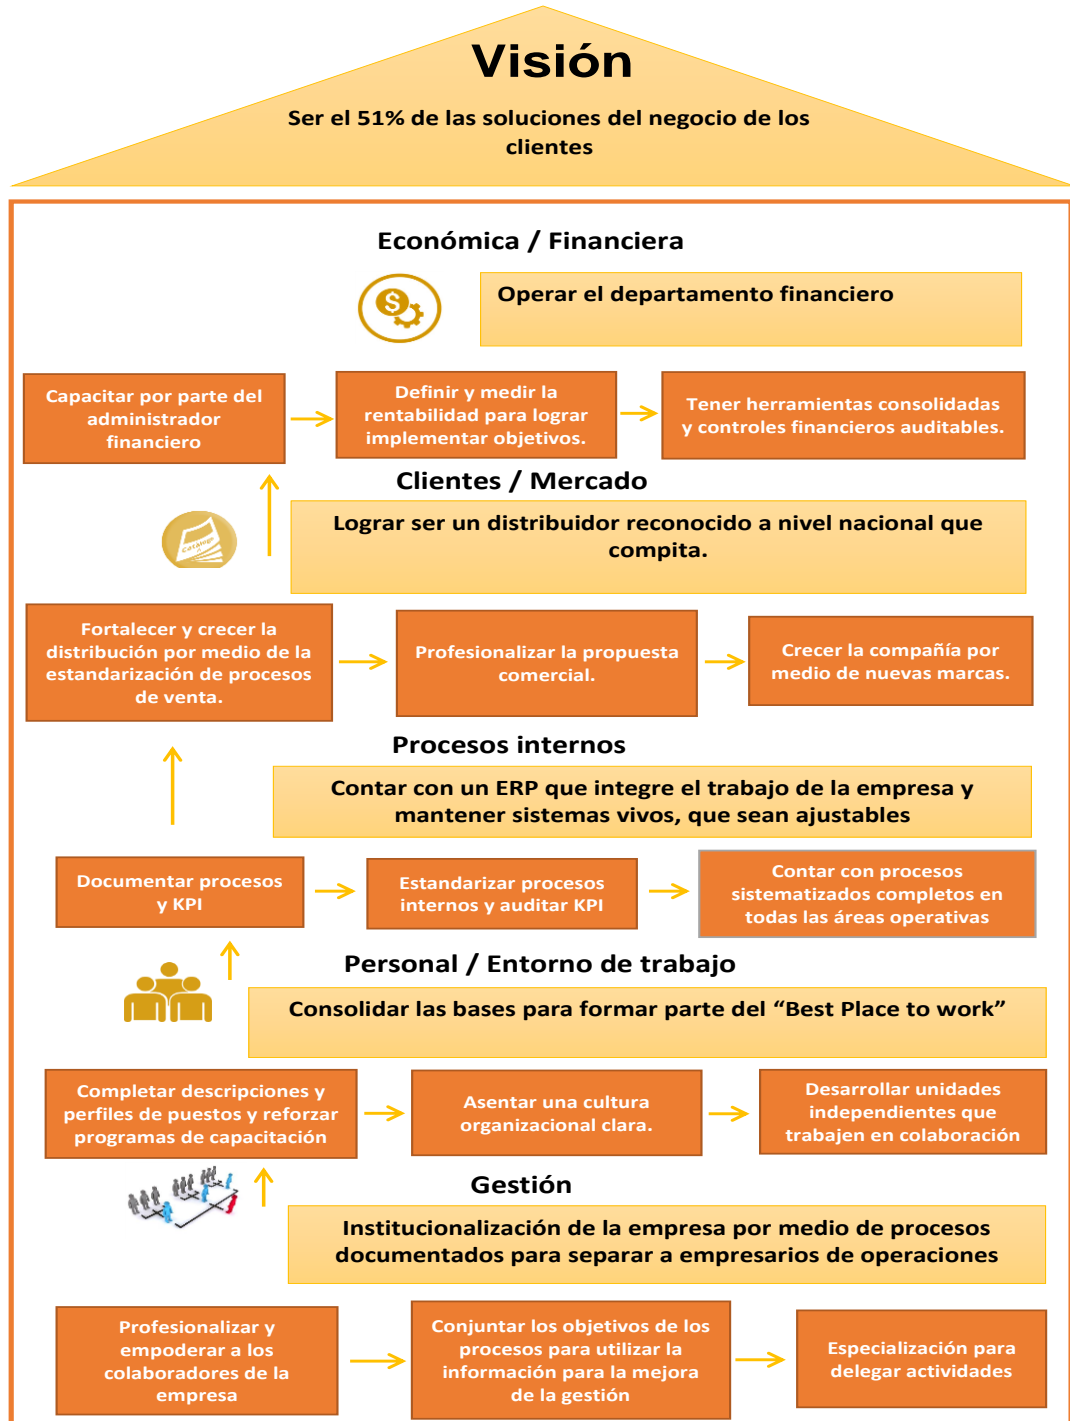 Visión
Ser el 51% de las soluciones del negocio de los
clientes
Económica / Financiera
Operar el departamento financiero
Capacitar por parte del
administrador
financiero
Definir y medir la
rentabilidad para lograr
implementar objetivos.
Tener herramientas consolidadas
y controles financieros auditables.
Clientes / Mercado
Catálogo
Lograr ser un distribuidor reconocido a nivel nacional que
compita.
Fortalecer y crecer la
distribución por medio de la
estandarización de procesos
de venta.
Profesionalizar la propuesta
comercial.
Crecer la compañía por
medio de nuevas marcas.
Procesos internos
Contar con un ERP que integre el trabajo de la empresa y
mantener sistemas vivos, que sean ajustables
Documentar procesos
y KPI
Estandarizar procesos
internos y auditar KPI
Contar con procesos
sistematizados completos en
todas las áreas operativas
Personal / Entorno de trabajo
Consolidar las bases para formar parte del “Best Place to work”
Completar descripciones y
perfiles de puestos y reforzar
programas de capacitación
Asentar una cultura
organizacional clara.
Desarrollar unidades
independientes que
trabajen en colaboración
Gestión
Institucionalización de la empresa por medio de procesos
documentados para separar a empresarios de operaciones
Profesionalizar y
empoderar a los
colaboradores de la
empresa
Conjuntar los objetivos de los
procesos para utilizar la
información para la mejora
de la gestión
Especialización para
delegar actividades